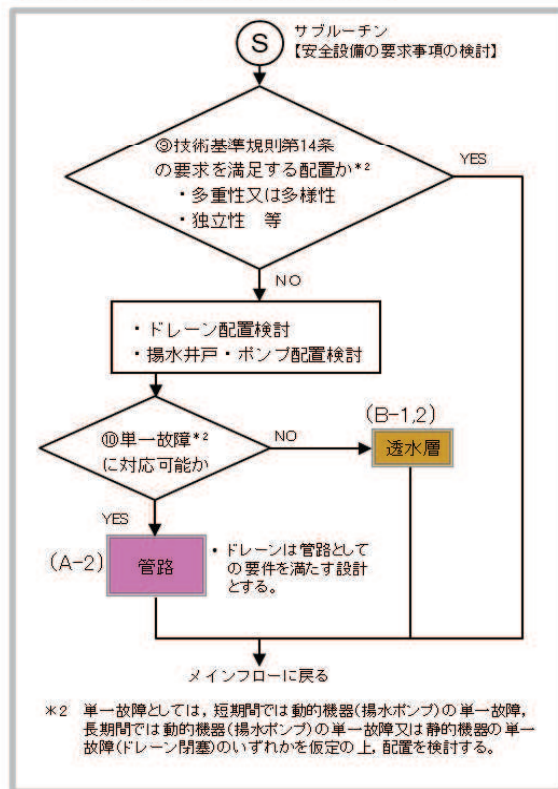 S
サブルーチン
【安全設備の要求事項の検討】
⑨技術基準規則第14条
の要求を満足する配置か*2
・多重性又は多様性
・独立性 等
YES
NO
・ドレーン配置検討
・揚水井戸・ポンプ配置検討
⑩単一故障*2
に対応可能か
NO
(B-1,2)
透水層
YES
(A-2)
管路
・ドレーンは管路として
の要件を満たす設計
とする。
メインフローに戻る
*2 単一故障としては，短期間では動的機器(揚水ポンプ)の単一故障，
長期間では動的機器(揚水ポンプ)の単一故障又は静的機器の単一
故障(ドレーン閉塞)のいずれかを仮定の上，配置を検討する。